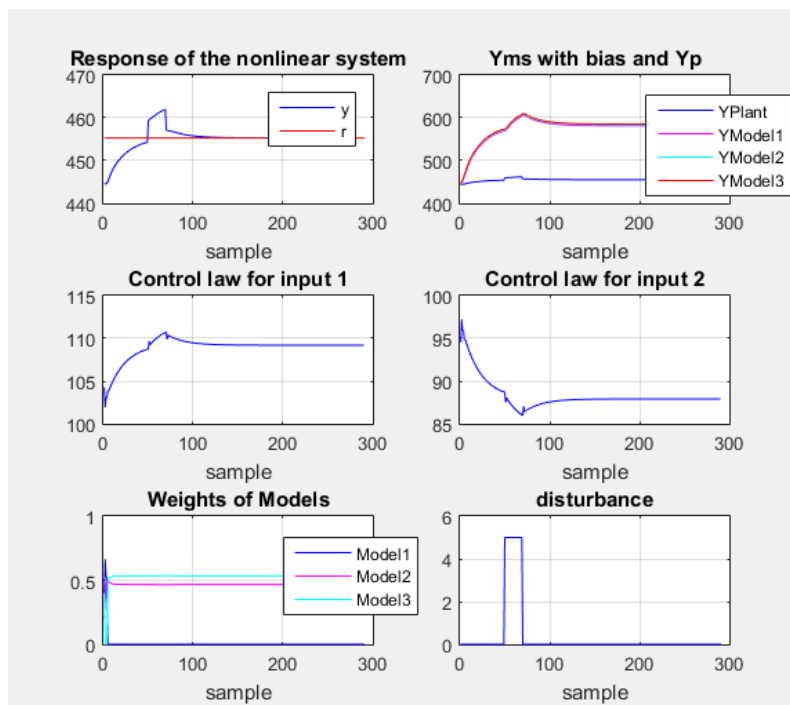 Response of the nonlinear system
470
460
450
440
0
100
200
300
sample
y
r
Yms with bias and Yp
700
600
500
400
0
100
200
300
sample
YPlant
YModel1
YModel2
YModel3
Control law for input 1
115
110
105
100
0
100
200
300
sample
Control law for input 2
100
95
90
85
0
100
200
300
sample
Weights of Models
1
0.5
0
0
100
200
300
sample
Model1
Model2
Model3
disturbance
6
4
2
0
0
100
200
300
sample